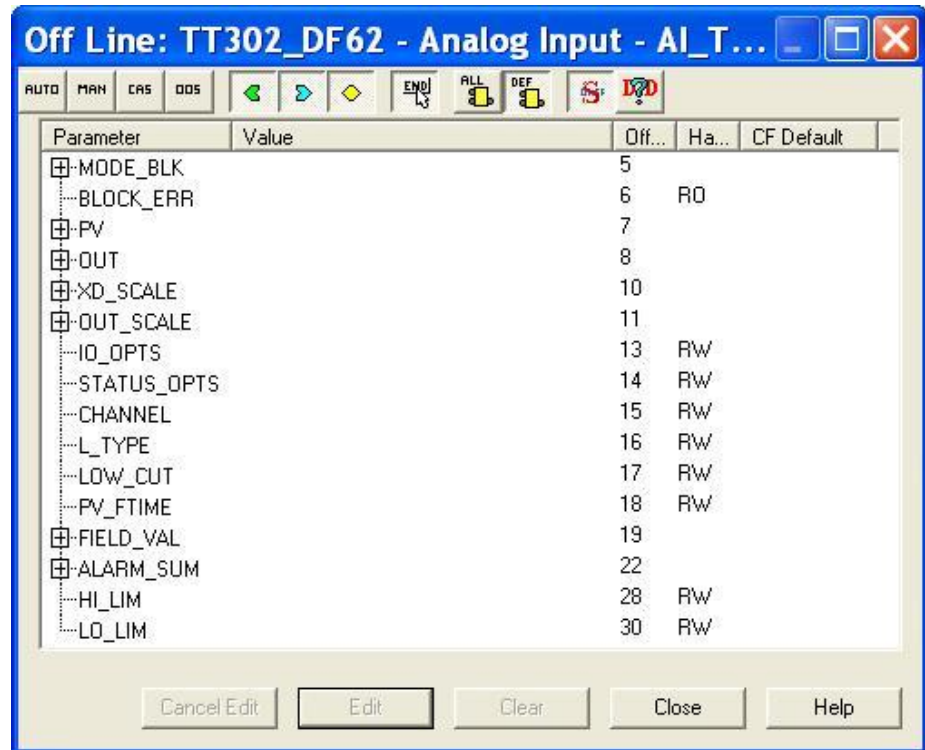 Off Line: TT302_DF62 - Analog Input - AI_T...
AUTO MAN CAS OOS END ALL DEF S D?D
Parameter Value Off... Ha... CF Default
MODE_BLK 5
BLOCK_ERR 6 RO
PV 7
OUT 8
XD_SCALE 10
OUT_SCALE 11
IO_OPTS 13 RW
STATUS_OPTS 14 RW
CHANNEL 15 RW
L_TYPE 16 RW
LOW_CUT 17 RW
PV_FTIME 18 RW
FIELD_VAL 19
ALARM_SUM 22
HI_LIM 28 RW
LO_LIM 30 RW
Cancel Edit Edit Clear Close Help